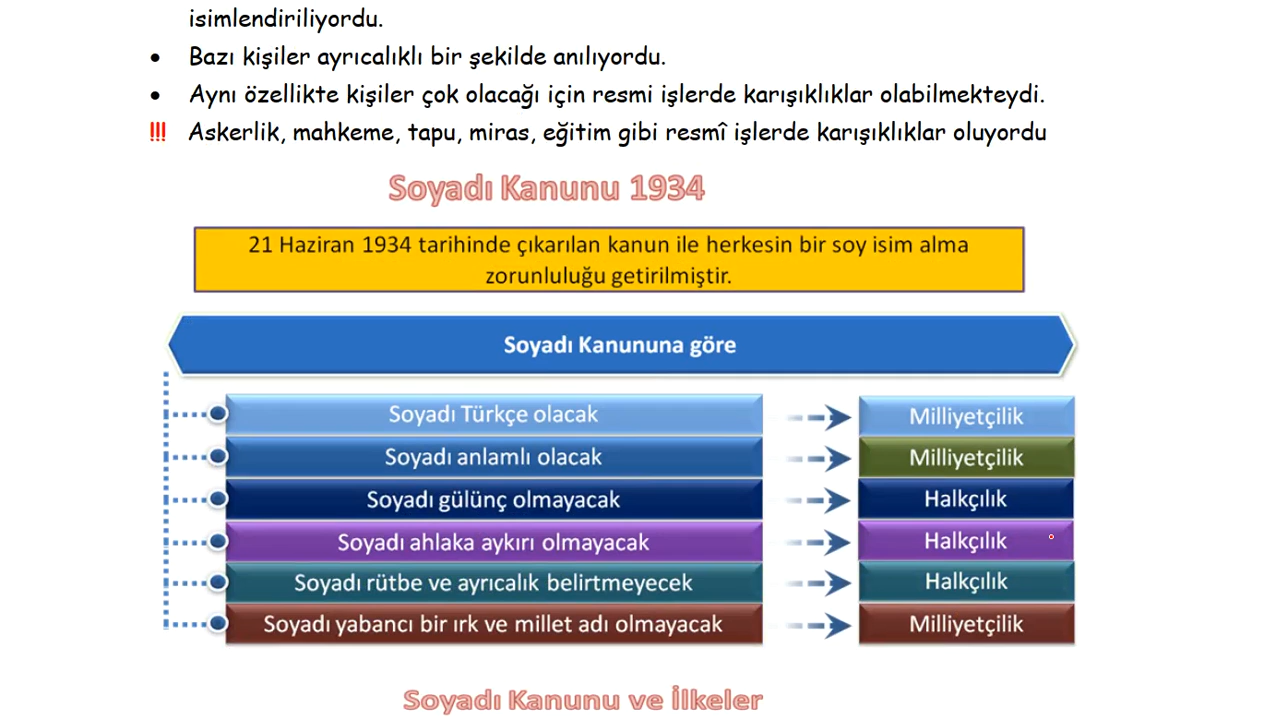 isimlendiriliyordu.
• Bazı kişiler ayrıcalıklı bir şekilde anılıyordu.
• Aynı özellikte kişiler çok olacağı için resmi işlerde karışıklıklar olabilmekteydi.
!!! Askerlik, mahkeme, tapu, miras, eğitim gibi resmî işlerde karışıklıklar oluyordu
Soyadı Kanunu 1934
21 Haziran 1934 tarihinde çıkarılan kanun ile herkesin bir soy isim alma
zorunluluğu getirilmiştir.
Soyadı Kanununa göre
Soyadı Türkçe olacak Milliyetçilik
Soyadı anlamlı olacak Milliyetçilik
Soyadı gülünç olmayacak Halkçılık
Soyadı ahlaka aykırı olmayacak Halkçılık
Soyadı rütbe ve ayrıcalık belirtmeyecek Halkçılık
Soyadı yabancı bir ırk ve millet adı olmayacak Milliyetçilik
Soyadı Kanunu ve İlkeler